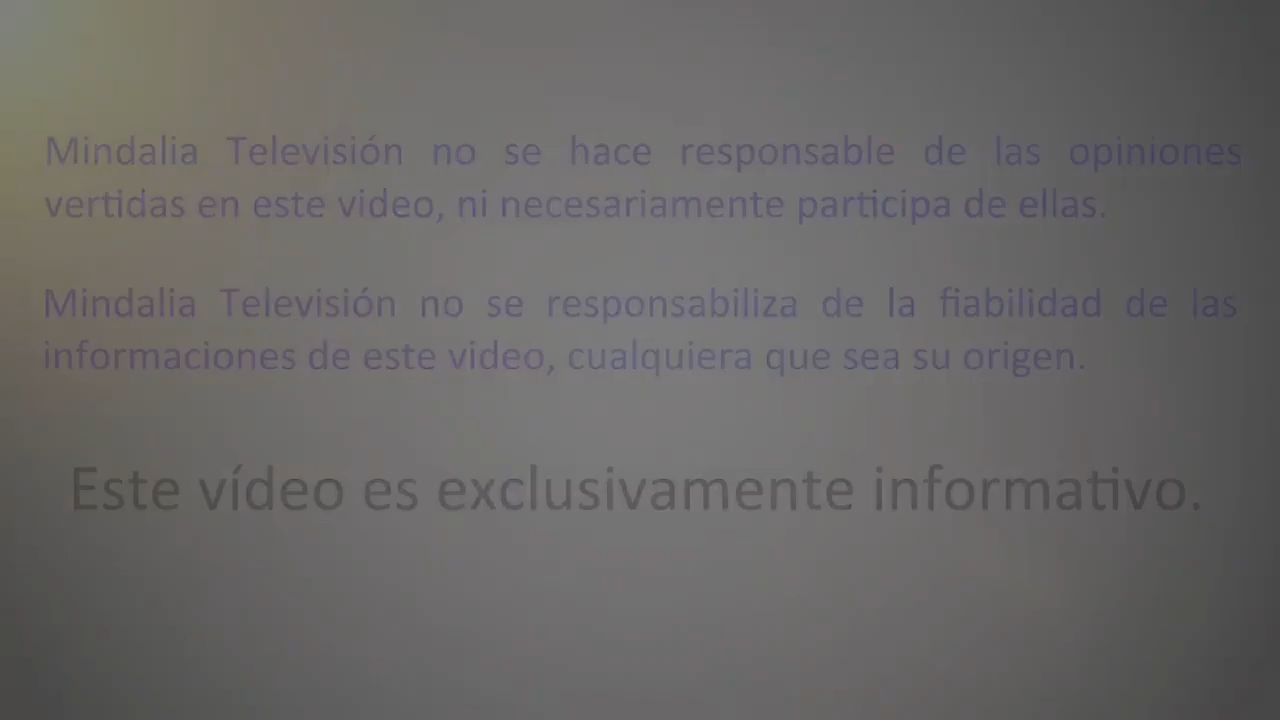 Mindalia Televisión no se hace responsable de las opiniones
vertidas en este video, ni necesariamente participa de ellas.
Mindalia Televisión no se responsabiliza de la fiabilidad de las
informaciones de este video, cualquiera que sea su origen.
Este vídeo es exclusivamente informativo.